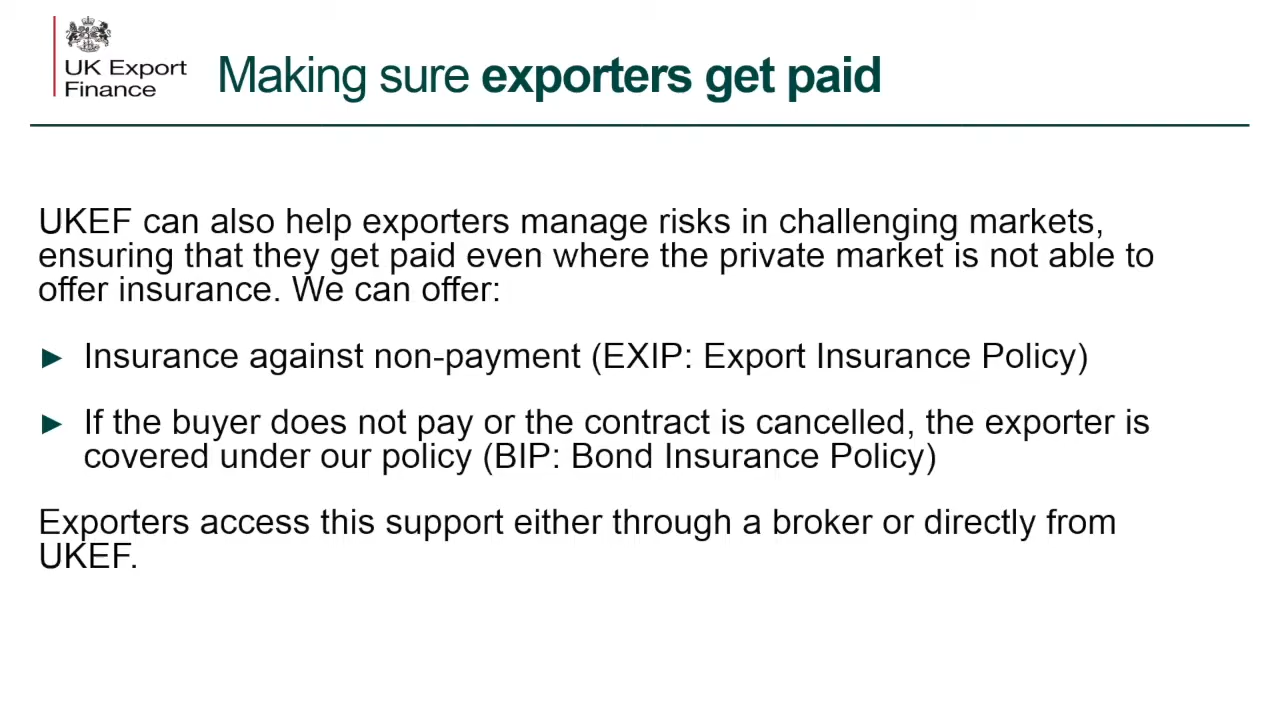 UK Export
Finance
Making sure exporters get paid
UKEF can also help exporters manage risks in challenging markets,
ensuring that they get paid even where the private market is not able to
offer insurance. We can offer:
► Insurance against non-payment (EXIP: Export Insurance Policy)
► If the buyer does not pay or the contract is cancelled, the exporter is
covered under our policy (BIP: Bond Insurance Policy)
Exporters access this support either through a broker or directly from
UKEF.